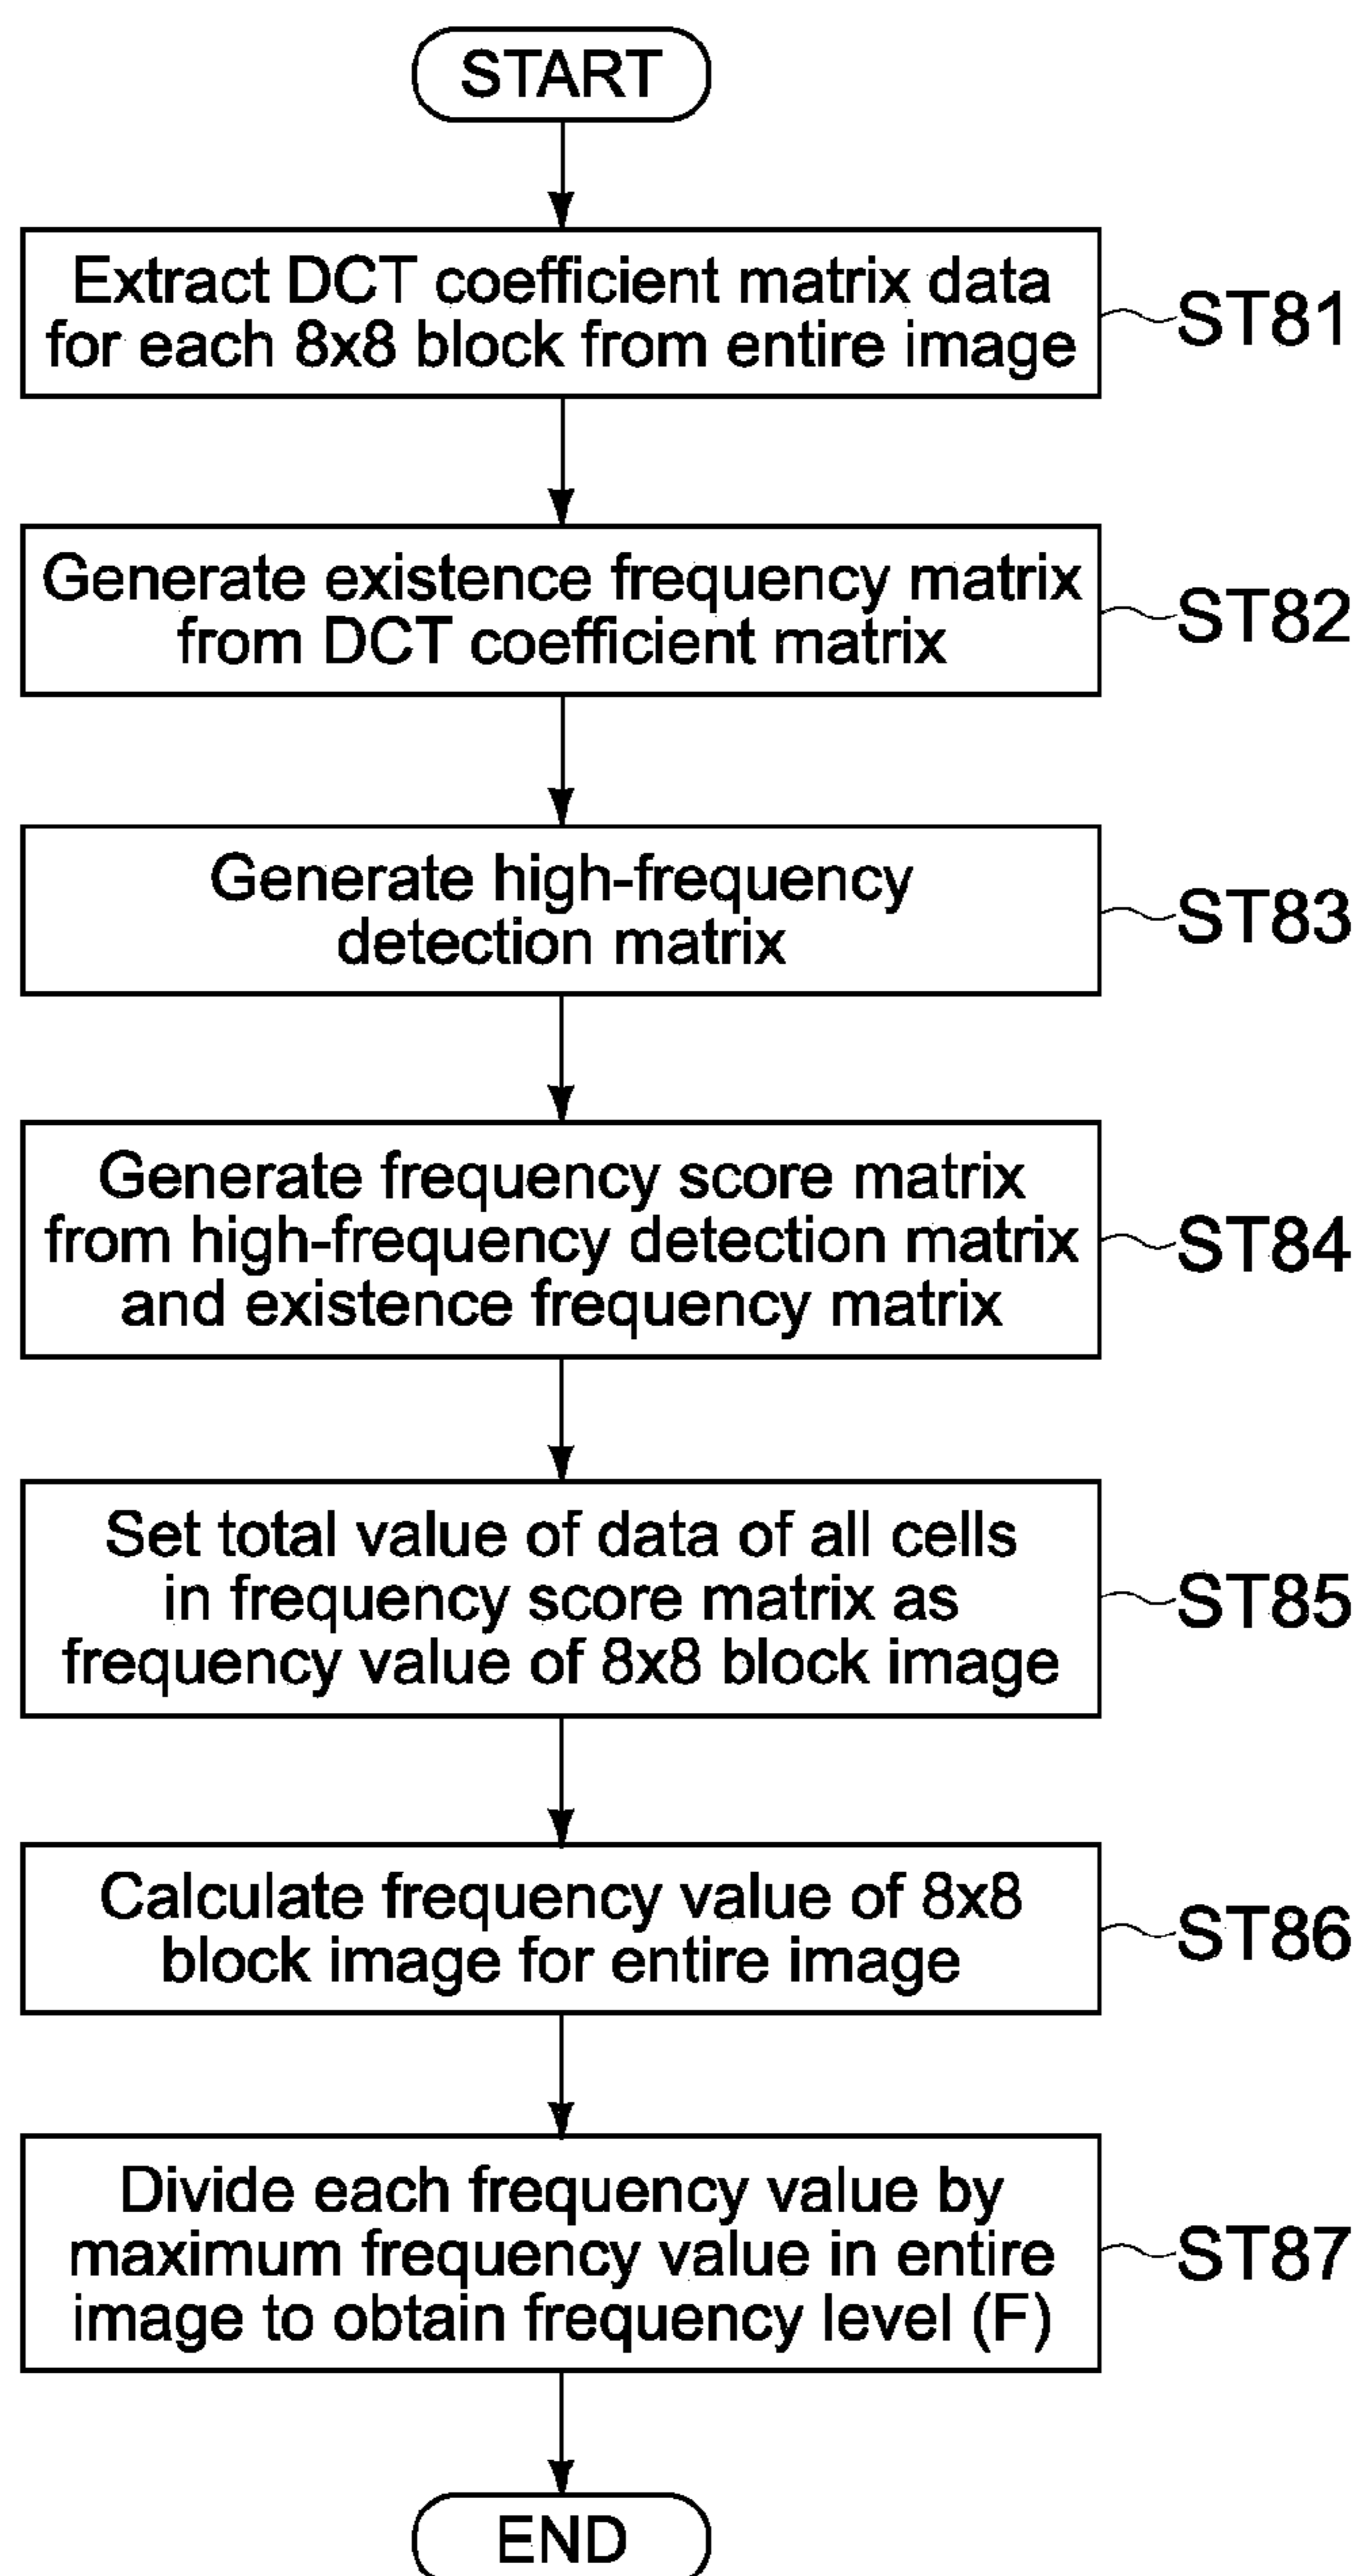 START
Extract DCT coefficient matrix data
for each 8x8 block from entire image
ST81
Generate existence frequency matrix
from DCT coefficient matrix
ST82
Generate high-frequency
detection matrix
ST83
Generate frequency score matrix
from high-frequency detection matrix
and existence frequency matrix
ST84
Set total value of data of all cells
in frequency score matrix as
frequency value of 8x8 block image
ST85
Calculate frequency value of 8x8
block image for entire image
ST86
Divide each frequency value by
maximum frequency value in entire
image to obtain frequency level (F)
ST87
END